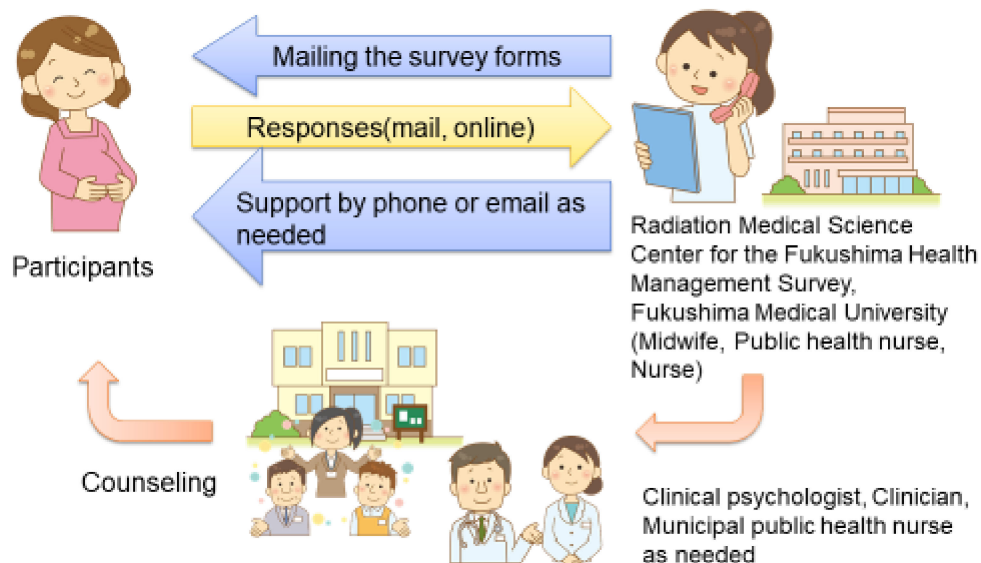 Mailing the survey forms
Responses(mail, online)
Support by phone or email as
needed
Participants
Radiation Medical Science
Center for the Fukushima Health
Management Survey,
Fukushima Medical University
(Midwife, Public health nurse,
Nurse)
Counseling
Clinical psychologist, Clinician,
Municipal public health nurse
as needed